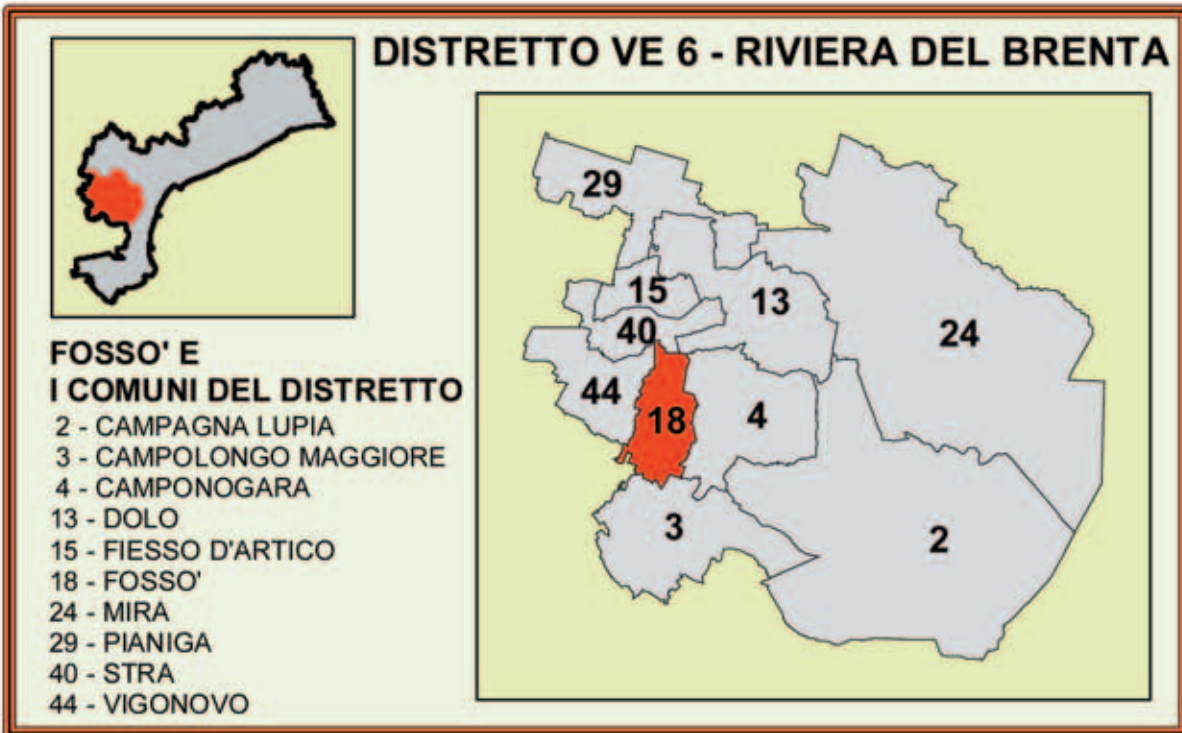 DISTRETTO VE 6 - RIVIERA DEL BRENTA
FOSSO' E
I COMUNI DEL DISTRETTO
2 - CAMPAGNA LUPIA
3 - CAMPOLONGO MAGGIORE
4 - CAMPONOGARA
13 - DOLO
15 - FIESSO D'ARTICO
18 - FOSSO'
24 - MIRA
29 - PIANIGA
40 - STRA
44 - VIGONOVO
29
15
13
40
24
44
18
4
3
2